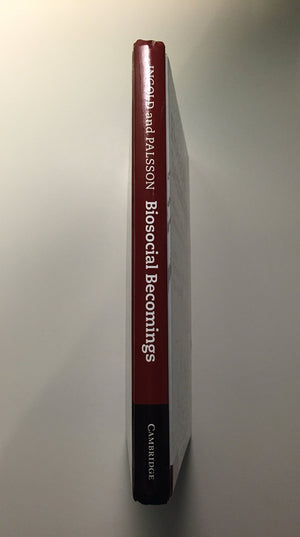 INGOLD and PALSSON
Biosocial Becomings
CAMBRIDGE